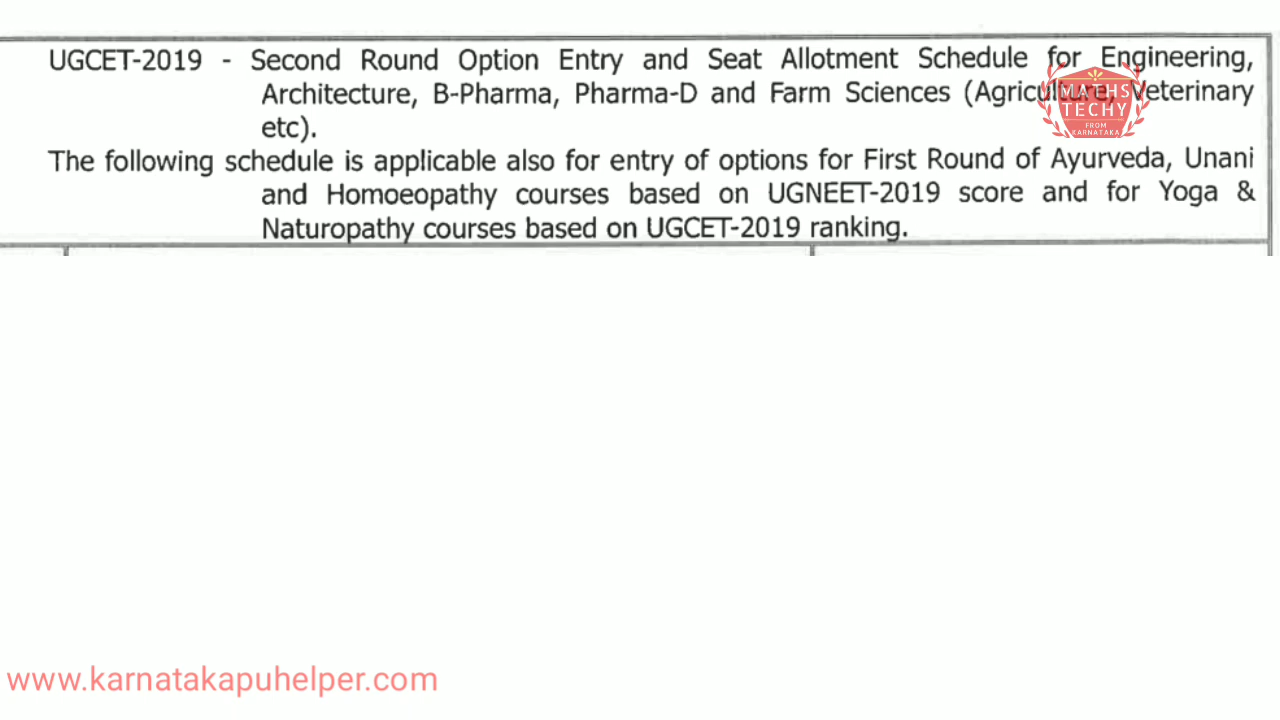 UGCET-2019 - Second Round Option Entry and Seat Allotment Schedule for Engineering,
Architecture, B-Pharma, Pharma-D and Farm Sciences (Agriculture, Veterinary
etc).
The following schedule is applicable also for entry of options for First Round of Ayurveda, Unani
and Homoeopathy courses based on UGNEET-2019 score and for Yoga &
Naturopathy courses based on UGCET-2019 ranking.
MATHS
TECHY
FROM
KARNATAKA
www.karnatakapuhelper.com